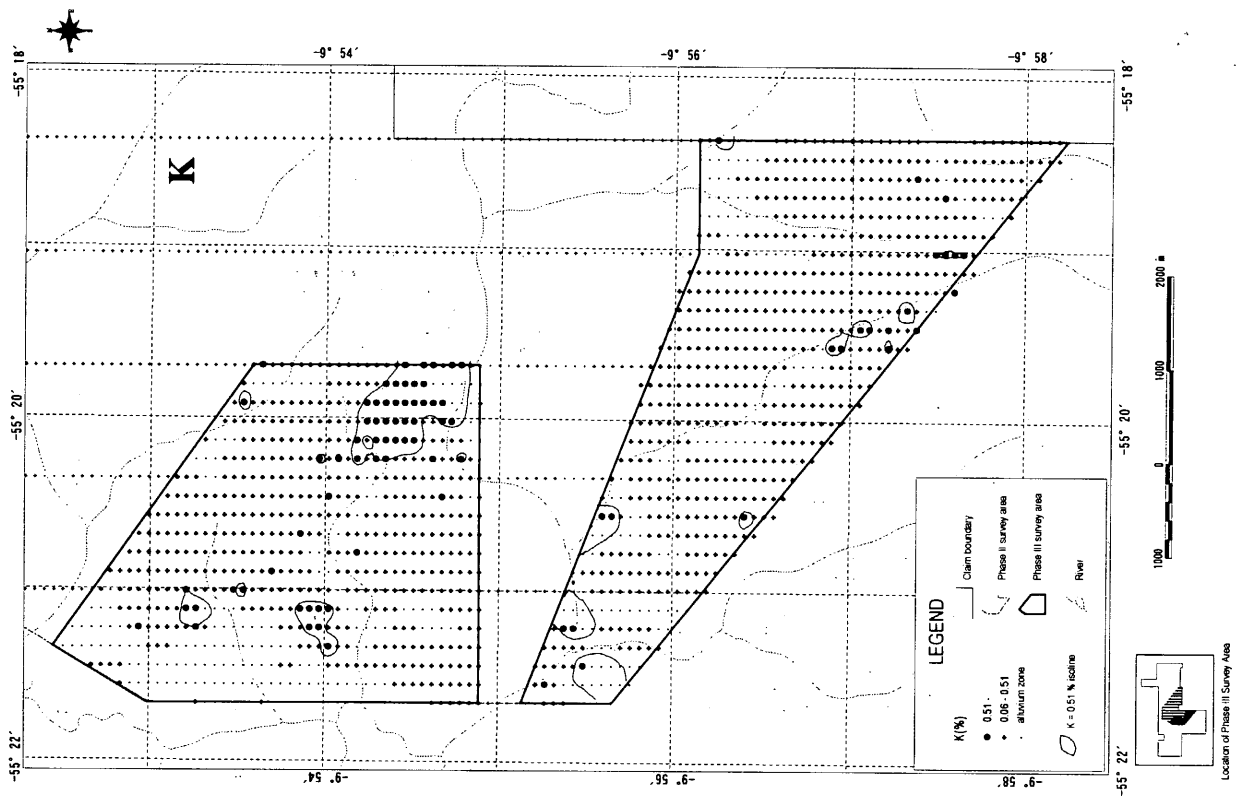 -9° 54´
-9° 56´
-9° 58´
-55° 18´
-55° 18´
K
-55° 20´
-55° 20´
LEGEND
K(%)
0.51 -
0.06 - 0.51
alluvium zone
K = 0.51 % isoline
Claim boundary
Phase II survey area
Phase III survey area
River
-55° 22´
-55° 22´
-9° 54´
-9° 56´
-9° 58´
1000 0 1000 2000 m
Location of Phase III Survey Area